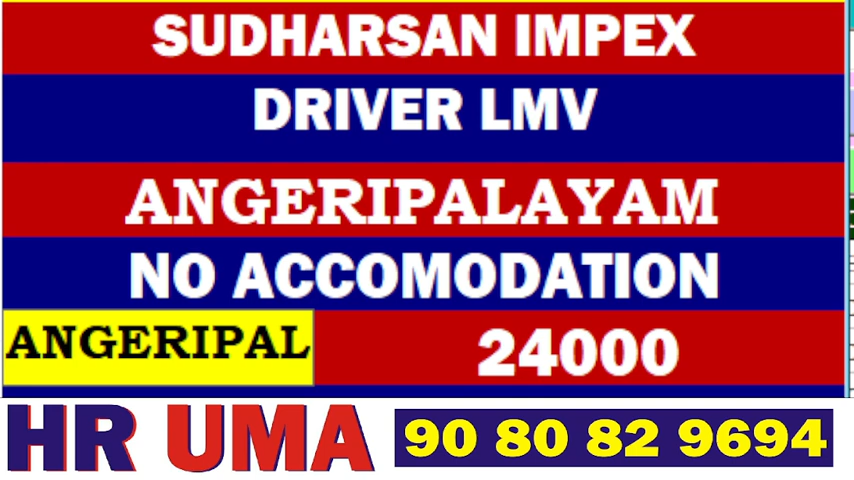 SUDHARSAN IMPEX
DRIVER LMV
ANGERIPALAYAM
NO ACCOMODATION
ANGERIPAL 24000
HR UMA 90 80 82 9694